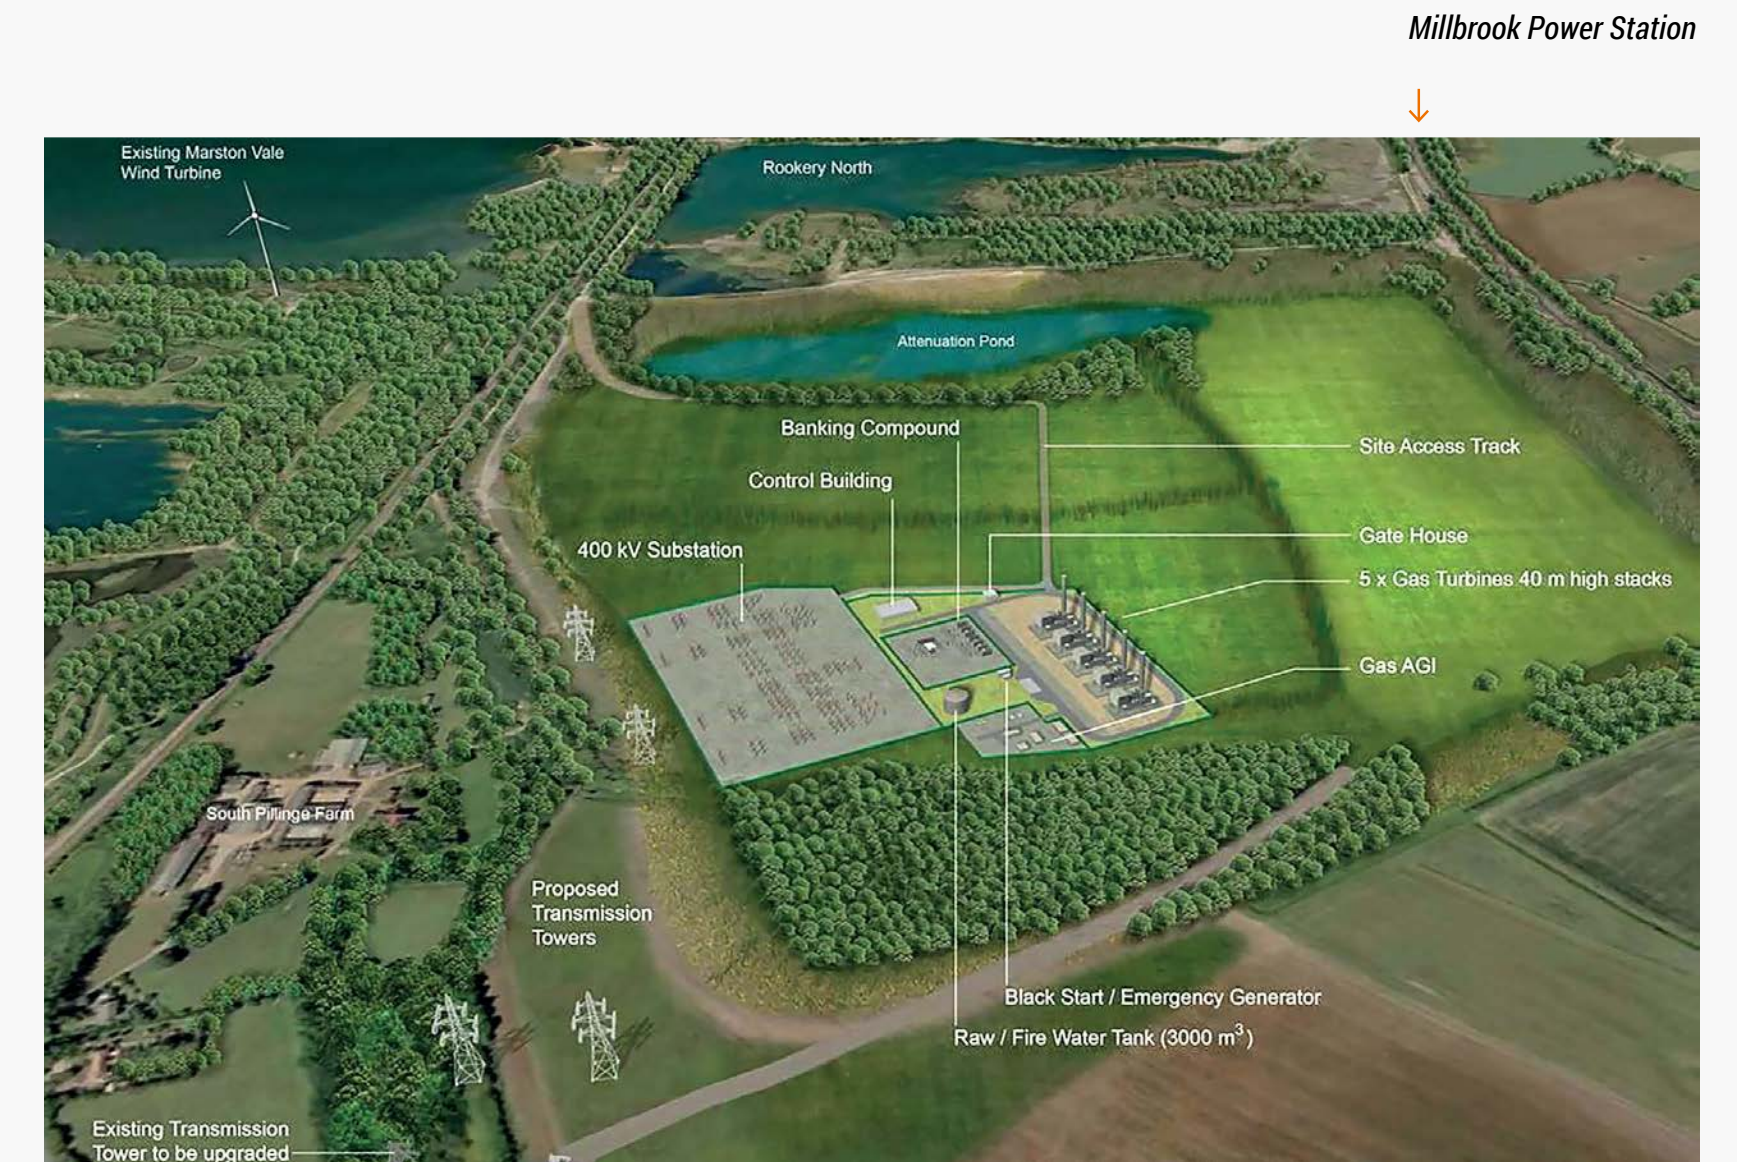 Millbrook Power Station
Existing Marston Vale
Wind Turbine
Rookery North
Attenuation Pond
Banking Compound
Site Access Track
Control Building
Gate House
400 kV Substation
5 x Gas Turbines 40 m high stacks
Gas AGI
South Pillinge Farm
Proposed
Transmission
Towers
Black Start / Emergency Generator
Raw / Fire Water Tank (3000 m³)
Existing Transmission
Tower to be upgraded